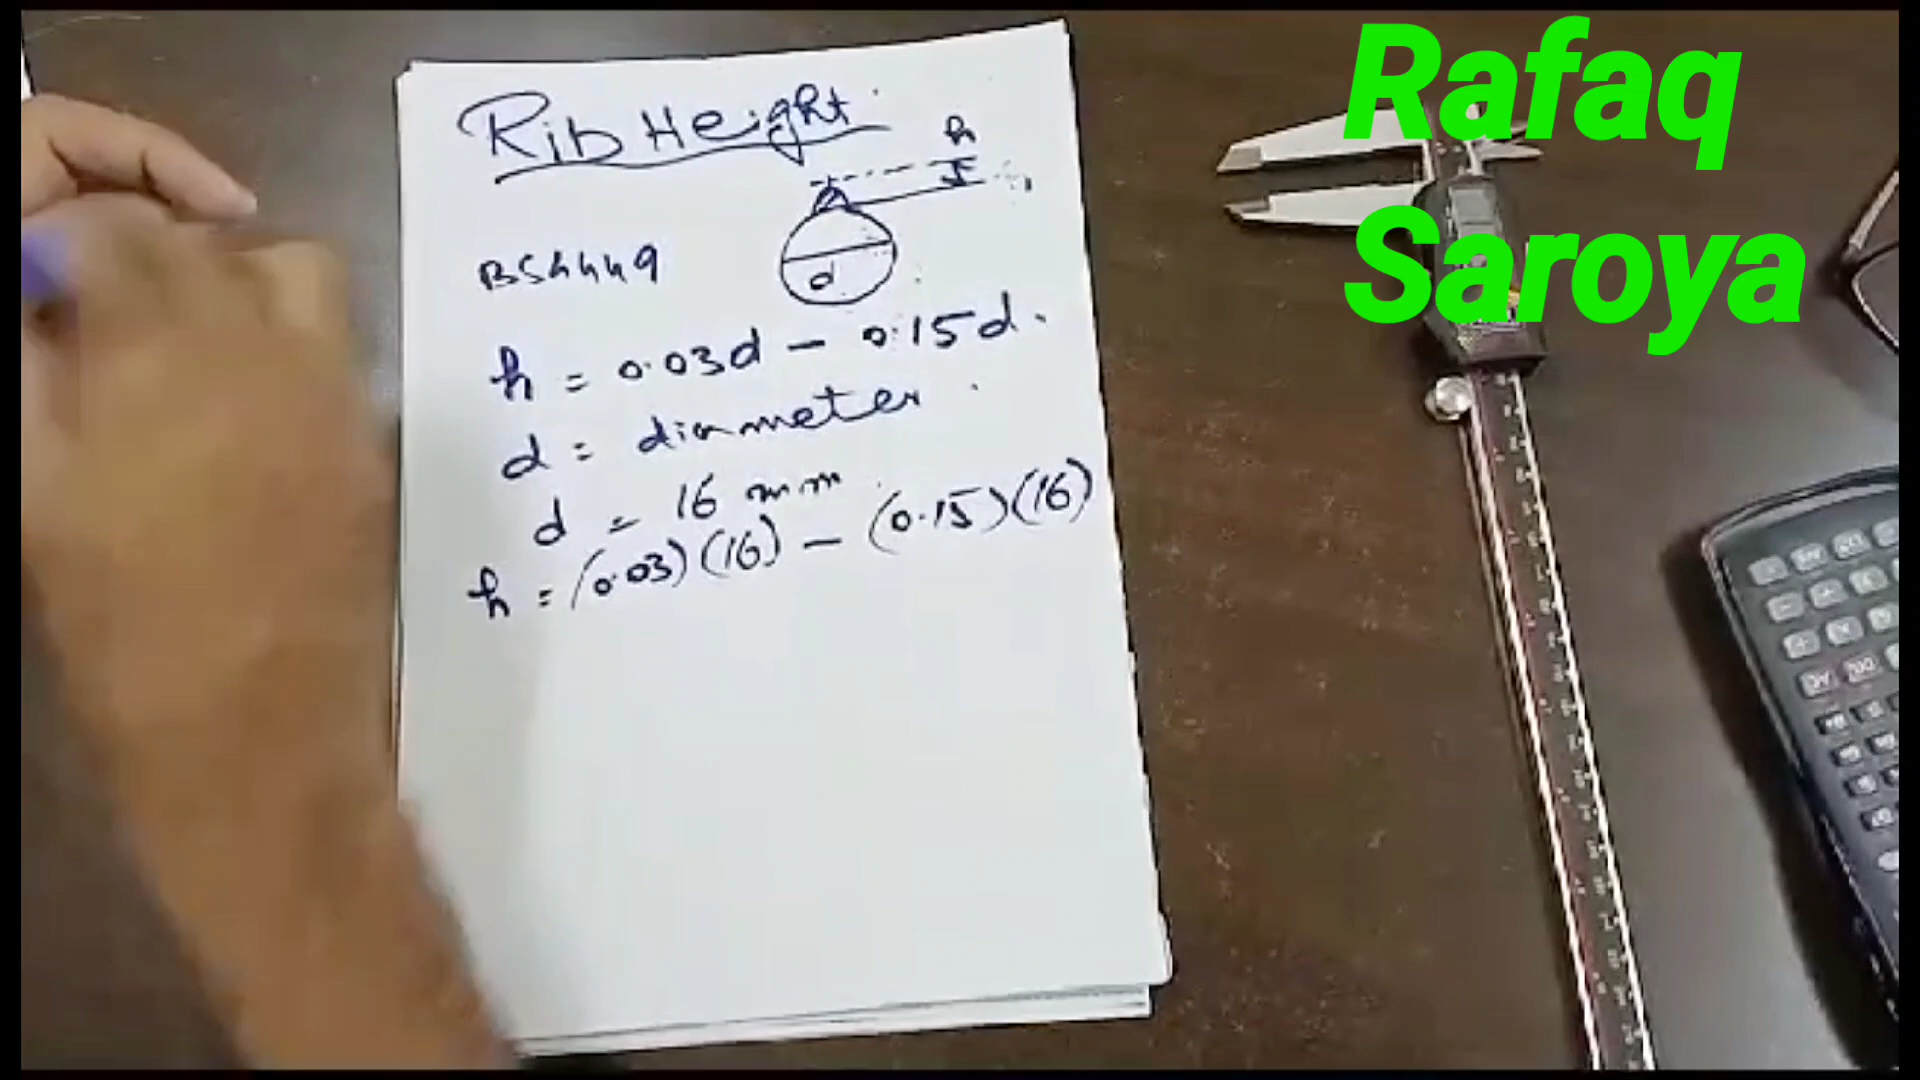 Rafaq
Saroya
Rib Height
h
d
BS4449
h = 0.03d - 0.15d.
d = diameter
d = 16 mm
h = (0.03)(16) - (0.15)(16)